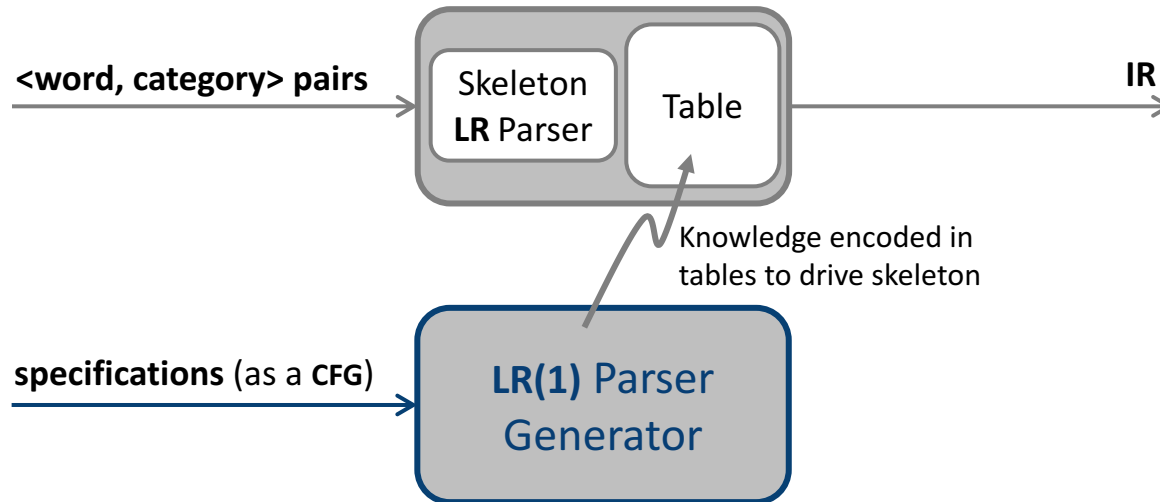 <word, category> pairs
Skeleton
LR Parser
Table
IR
Knowledge encoded in
tables to drive skeleton
specifications (as a CFG)
LR(1) Parser
Generator